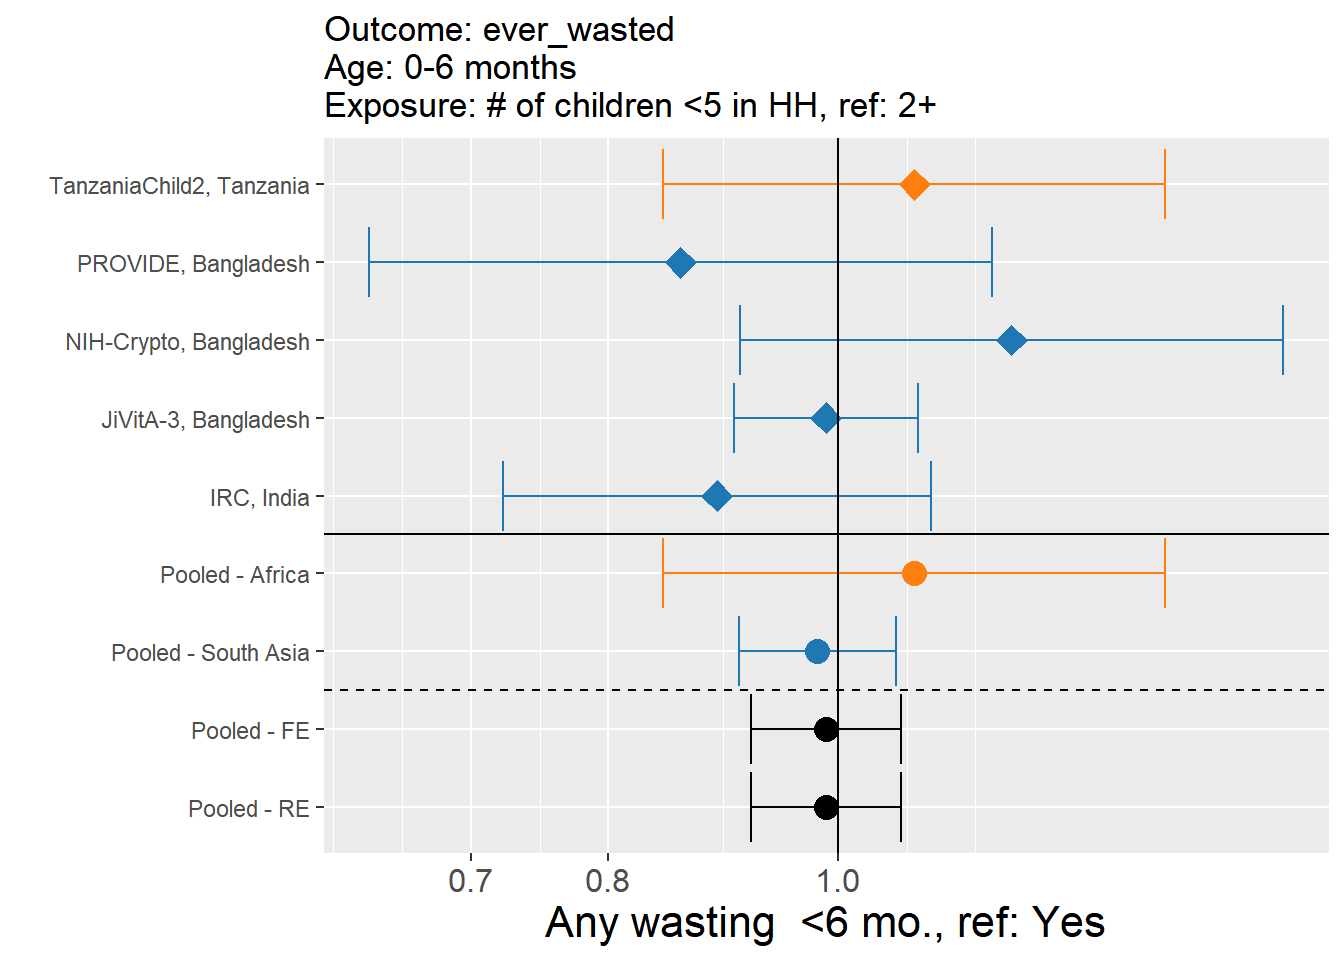 Outcome: ever_wasted
Age: 0-6 months
Exposure: # of children <5 in HH, ref: 2+
TanzaniaChild2, Tanzania
PROVIDE, Bangladesh
NIH-Crypto, Bangladesh
JiVitA-3, Bangladesh
IRC, India
Pooled - Africa
Pooled - South Asia
Pooled - FE
Pooled - RE
0.7 0.8 1.0
Any wasting  <6 mo., ref: Yes